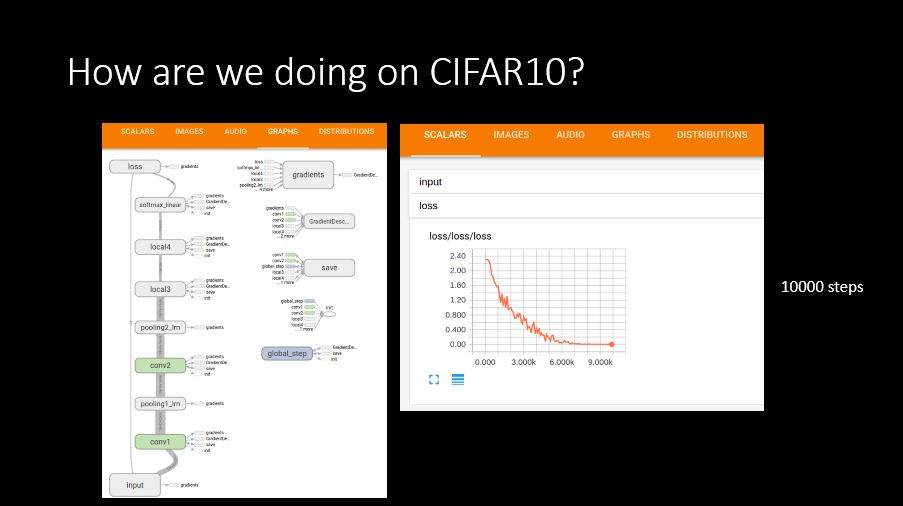 How are we doing on CIFAR10?
SCALARS IMAGES AUDIO GRAPHS DISTRIBUTIONS
loss
gradients
softmax_linear
gradients
GradientDe...
save
init
local4
gradients
GradientDe...
save
init
local3
gradients
GradientDe...
save
init
pooling2_lrn
gradients
conv2
gradients
GradientDe...
save
init
pooling1_lrn
gradients
conv1
gradients
GradientDe...
save
init
input
gradients
loss
softmax_lin...
local4
local3
pooling2_lrn
... 4 more
gradients
GradientDe...
gradients
conv1
conv2
local3
local4
... 2 more
GradientDesc...
conv1
conv2
global_step
local3
local4
... 1 more
save
global_step
conv1
conv2
local3
local4
... 1 more
init
global_step
GradientDe...
save
init
SCALARS IMAGES AUDIO GRAPHS DISTRIBUTIONS
input
loss
loss/loss/loss
2.40
2.00
1.60
1.20
0.800
0.400
0.00
0.000 3.000k 6.000k 9.000k
10000 steps